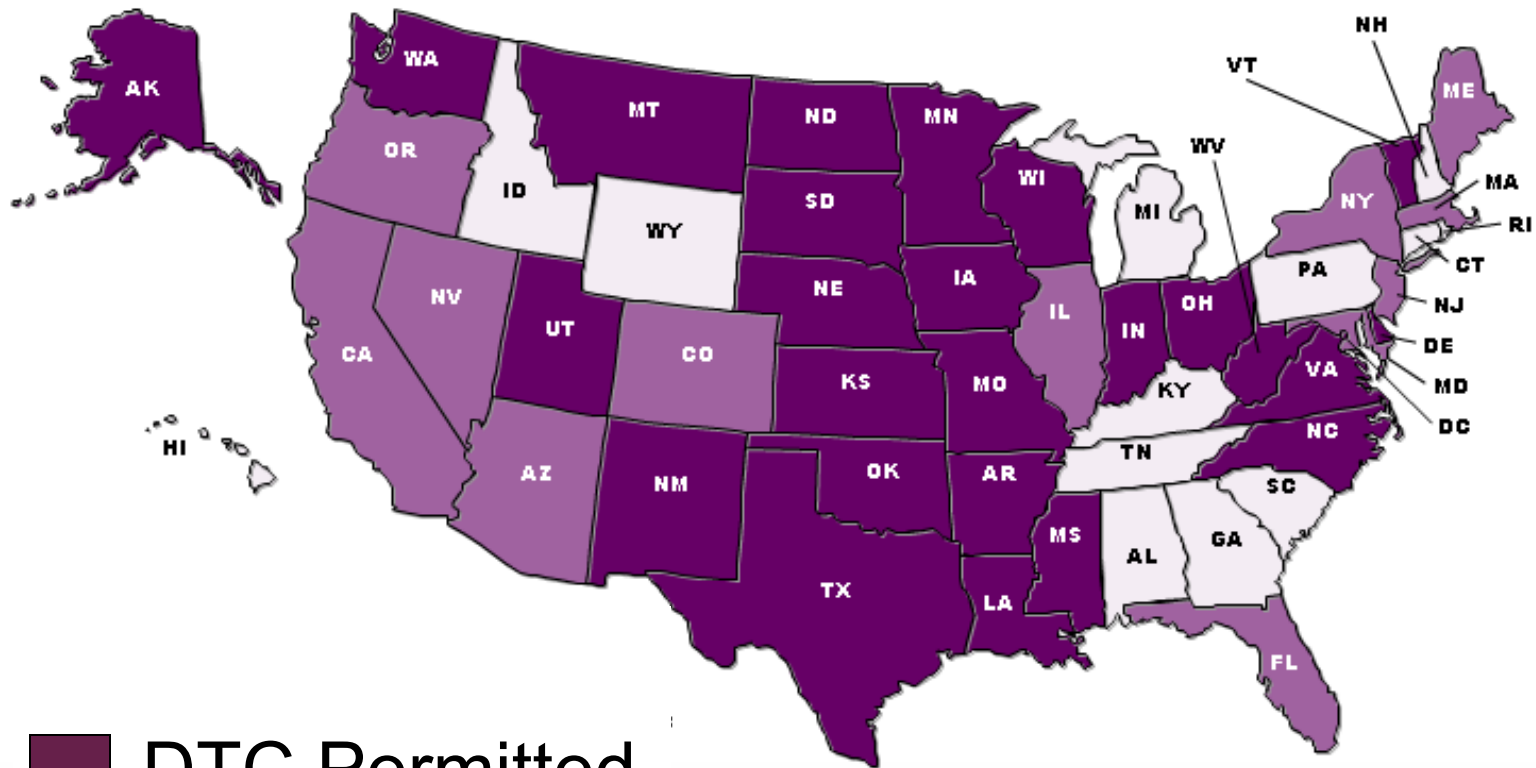 NH
VT
ME
AK
WA
MT
ND
MN
WV
OR
WI
ID
SD
NY
MA
MI
RI
WY
PA
CT
IA
NE
NV
OH
NJ
IL
UT
IN
DE
CA
CO
VA
KS
MO
MD
KY
DC
NC
HI
TN
AZ
OK
AR
NM
SC
MS
GA
AL
TX
LA
FL
DTC Permitted